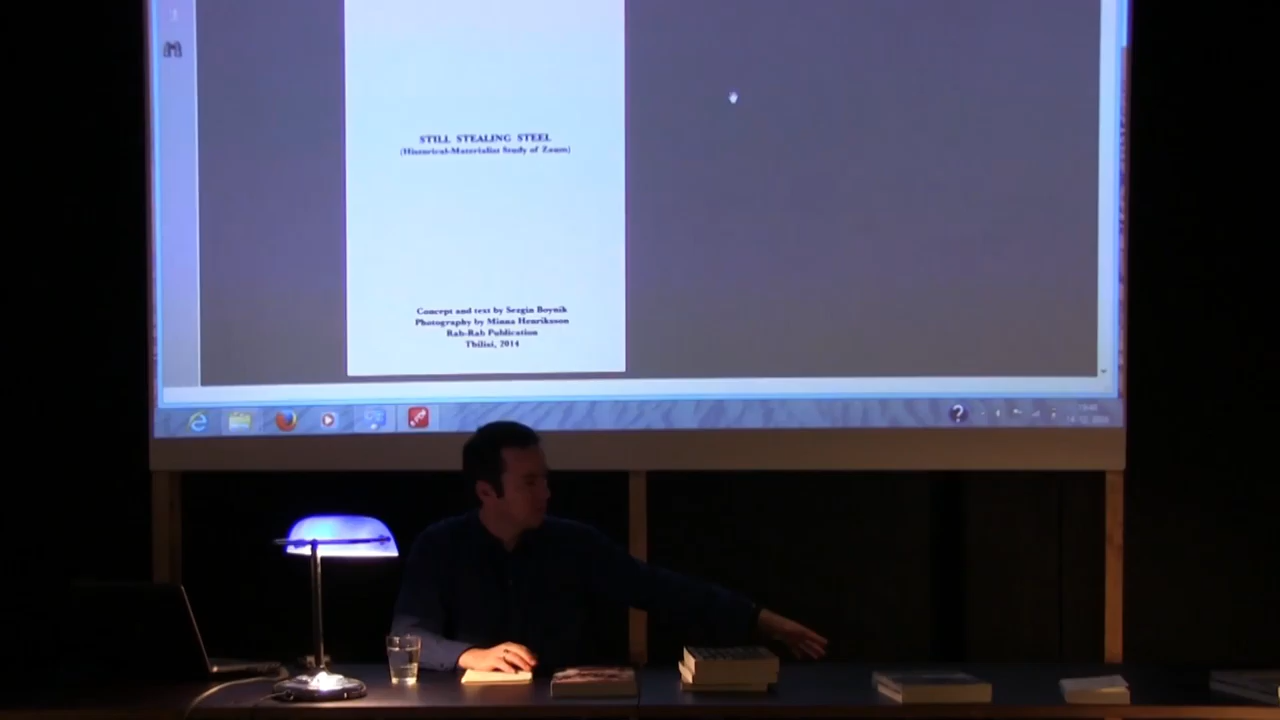 STILL STEALING STEEL
(Historical-Materialist Study of Zaum)
Concept and text by Sezgin Boynik
Photography by Minna Henriksson
Rab-Rab Publication
Tbilisi, 2014